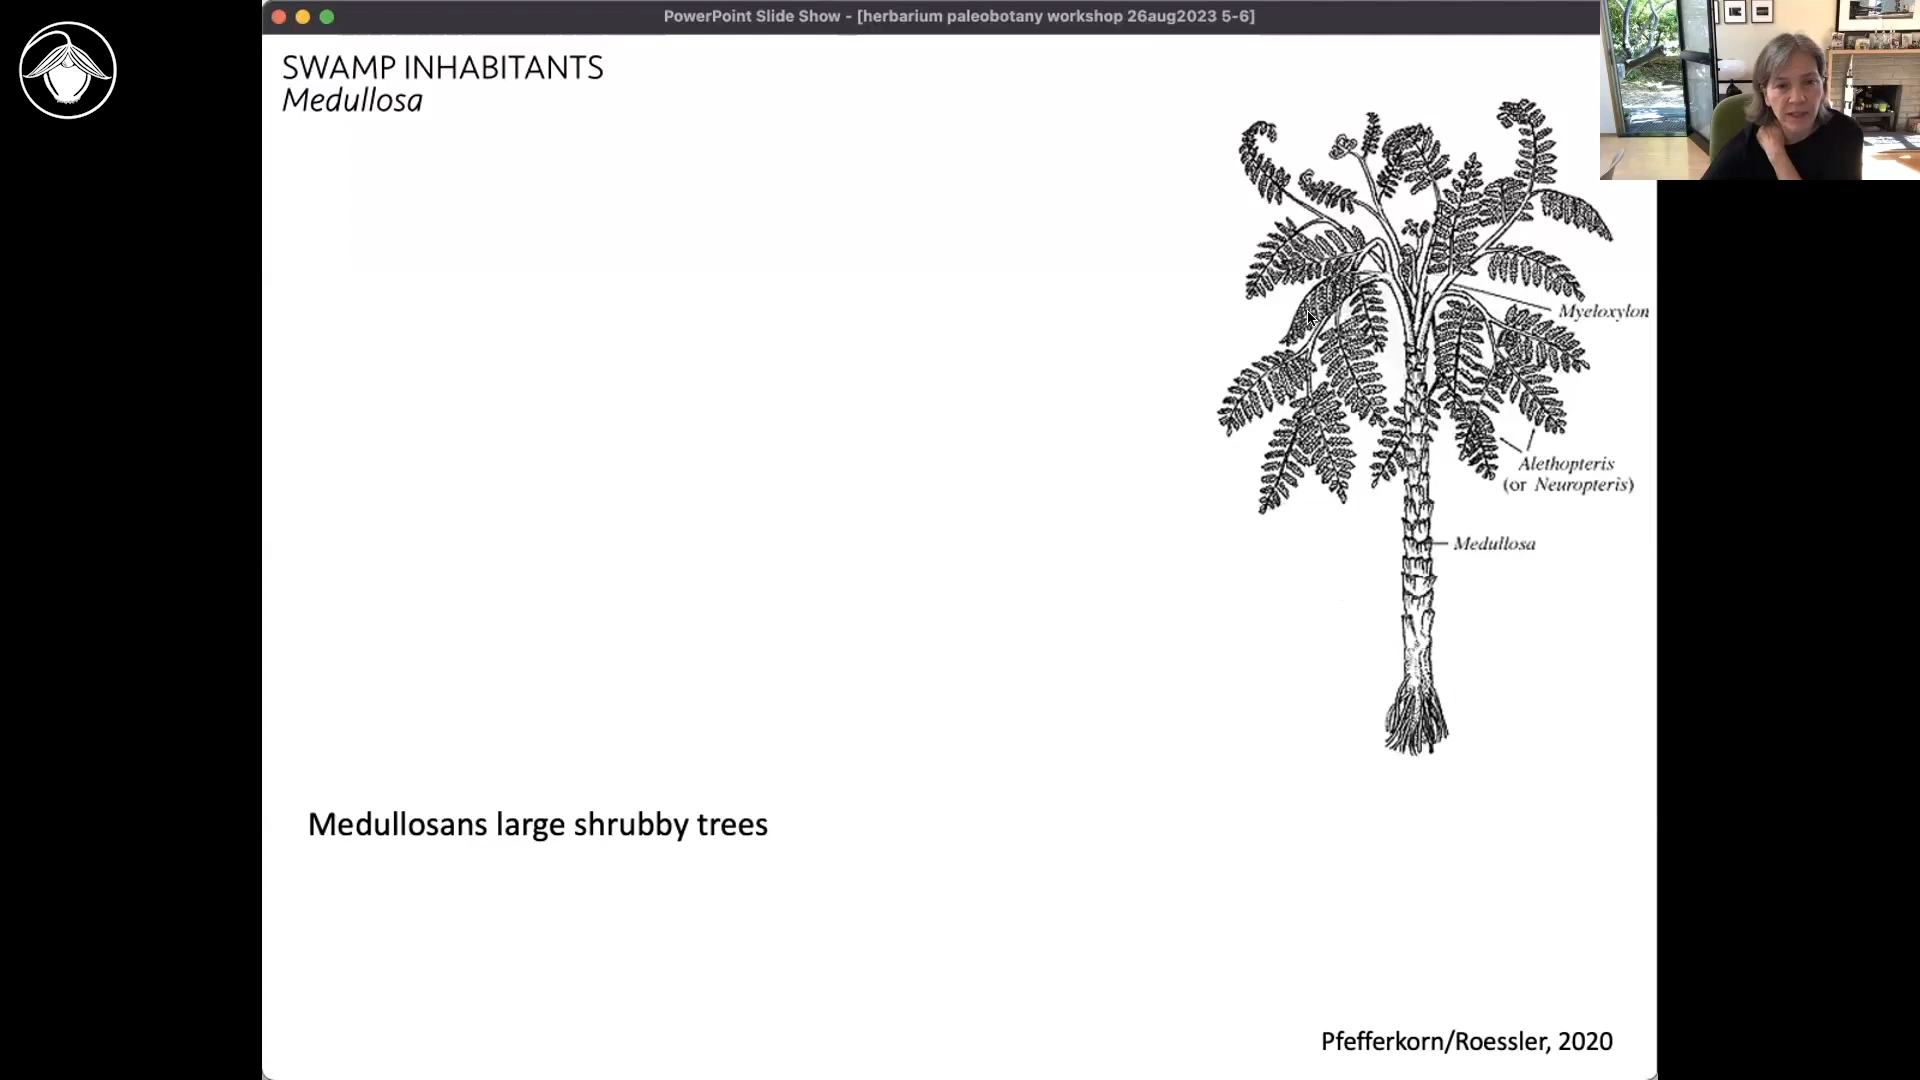 PowerPoint Slide Show - [herbarium paleobotany workshop 26aug2023 5-6]
SWAMP INHABITANTS
Medullosa
Myeloxylon
Alethopteris
(or Neuropteris)
Medullosa
Medullosans large shrubby trees
Pfefferkorn/Roessler, 2020